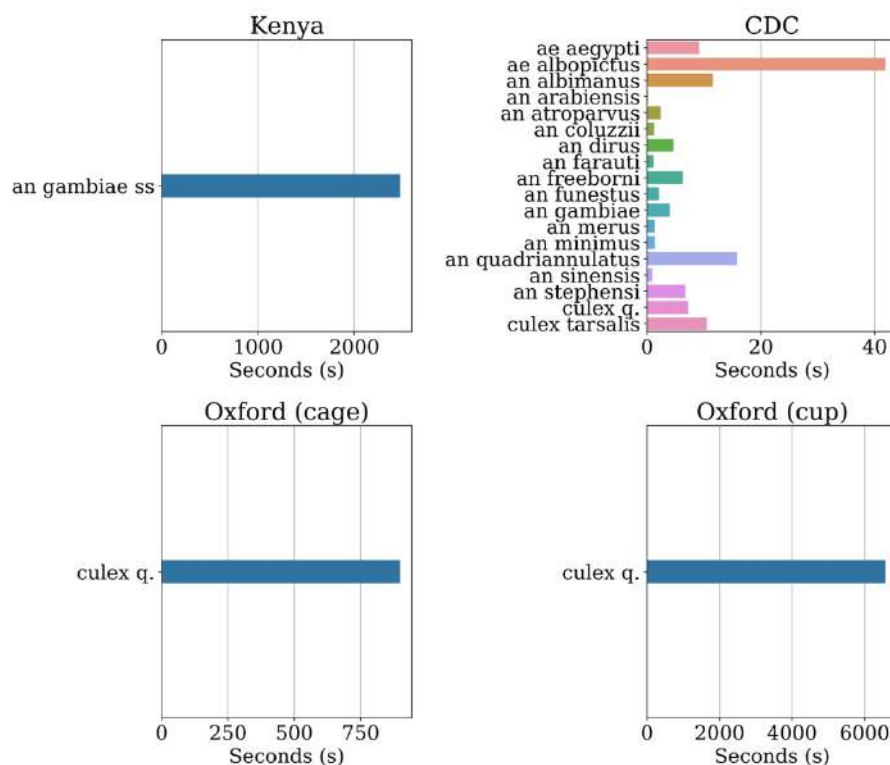 Kenya
an gambiae ss
0 1000 2000
Seconds (s)
CDC
ae aegypti
ae albopictus
an albimanus
an arabiensis
an atroparvus
an coluzzii
an dirus
an farauti
an freeborni
an funestus
an gambiae
an merus
an minimus
an quadriannulatus
an sinensis
an stephensi
culex q.
culex tarsalis
0 20 40
Seconds (s)
Oxford (cage)
culex q.
0 250 500 750
Seconds (s)
Oxford (cup)
culex q.
0 2000 4000 6000
Seconds (s)